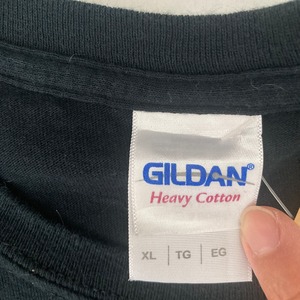 GILDAN®
Heavy Cotton
XL | TG | EG